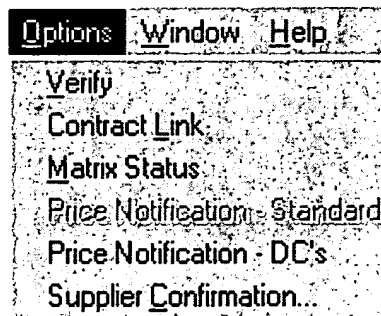 Options Window Help
Verify
Contract Link
Matrix Status
Price Notification - Standard
Price Notification - DC's
Supplier Confirmation...